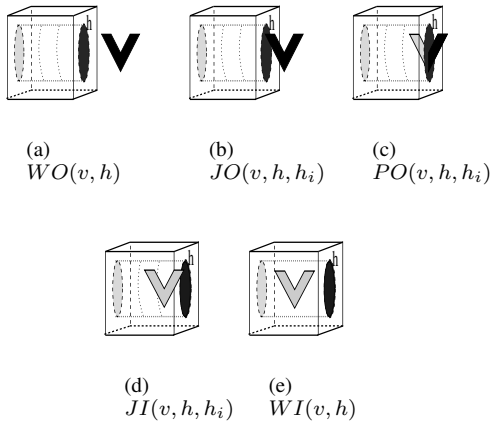 h
h
h
(a)
WO(v, h)
(b)
JO(v, h, h_i)
(c)
PO(v, h, h_i)
h
h
(d)
JI(v, h, h_i)
(e)
WI(v, h)